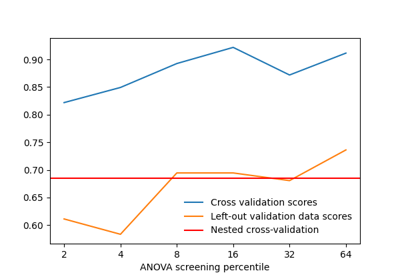 0.90
0.85
0.80
0.75
0.70
0.65
0.60
Cross validation scores
Left-out validation data scores
Nested cross-validation
2 4 8 16 32 64
ANOVA screening percentile